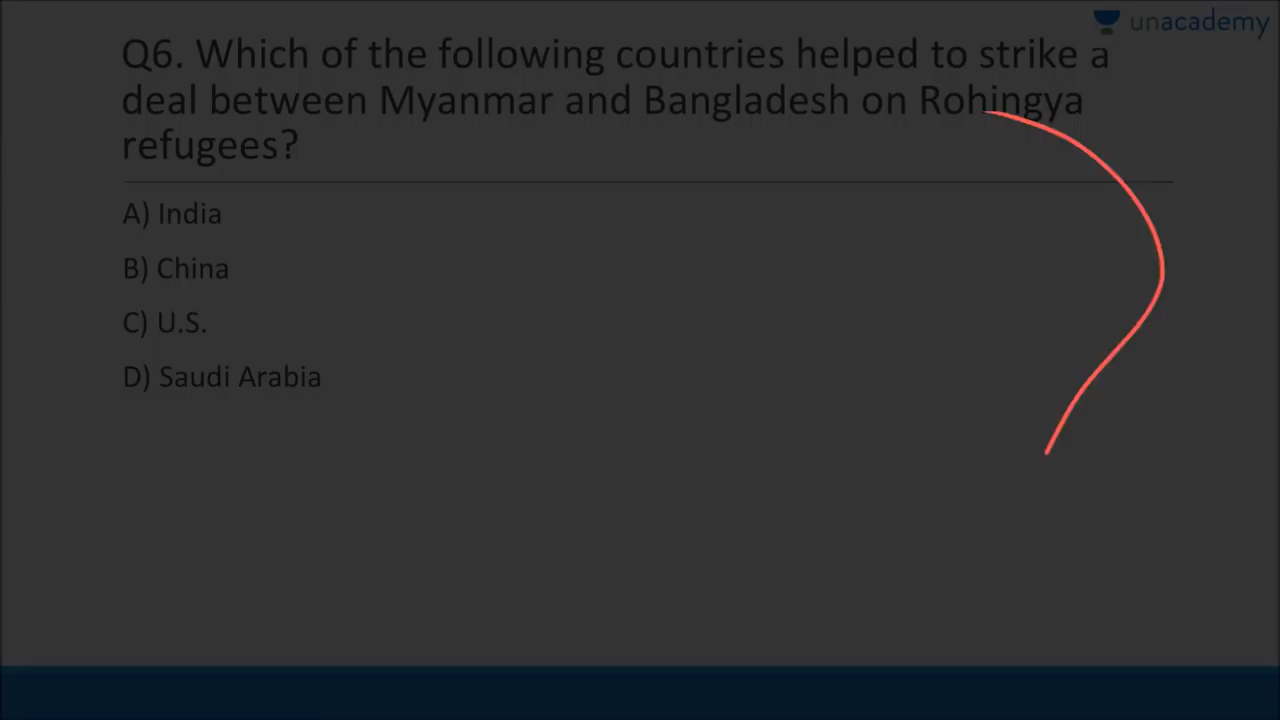 unacademy
Q6. Which of the following countries helped to strike a
deal between Myanmar and Bangladesh on Rohingya
refugees?
A) India
B) China
C) U.S.
D) Saudi Arabia